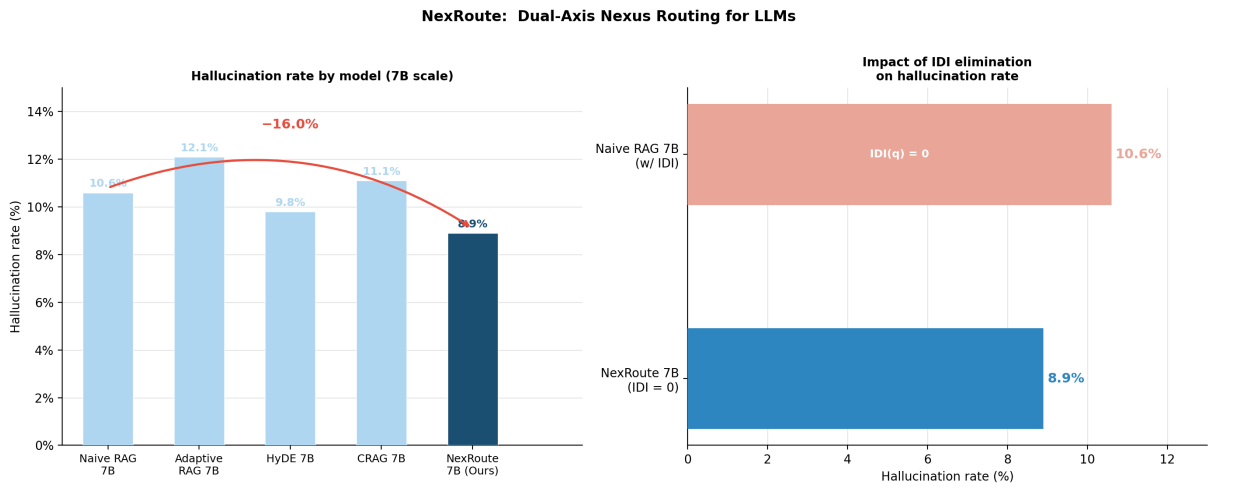 NexRoute:  Dual-Axis Nexus Routing for LLMs
Hallucination rate by model (7B scale)
Hallucination rate (%)
14%
12%
10%
8%
6%
4%
2%
0%
−16.0%
10.6%
12.1%
9.8%
11.1%
8.9%
Naive RAG
7B
Adaptive
RAG 7B
HyDE 7B
CRAG 7B
NexRoute
7B (Ours)
Impact of IDI elimination
on hallucination rate
Naive RAG 7B
(w/ IDI)
IDI(q) = 0
10.6%
NexRoute 7B
(IDI = 0)
8.9%
0
2
4
6
8
10
12
Hallucination rate (%)